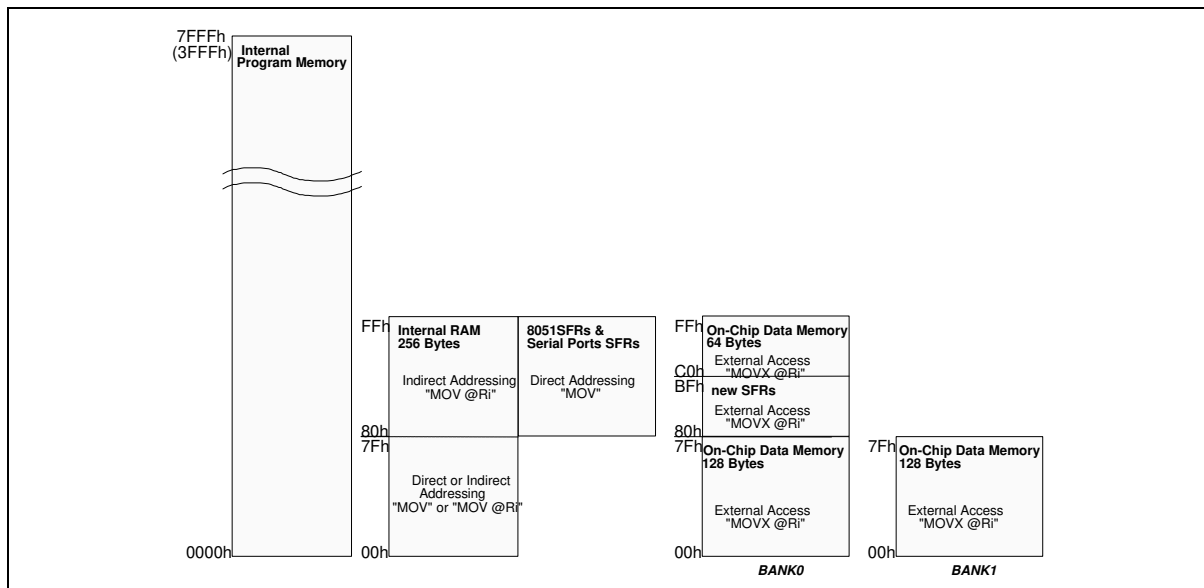 7FFFh
(3FFFh)
Internal
Program Memory
0000h
FFh
Internal RAM
256 Bytes
Indirect Addressing
"MOV @Ri"
80h
7Fh
Direct or Indirect
Addressing
"MOV" or "MOV @Ri"
00h
8051SFRs &
Serial Ports SFRs
Direct Addressing
"MOV"
FFh
On-Chip Data Memory
64 Bytes
External Access
"MOVX @Ri"
C0h
BFh
new SFRs
External Access
"MOVX @Ri"
80h
7Fh
On-Chip Data Memory
128 Bytes
External Access
"MOVX @Ri"
00h
BANK0
7Fh
On-Chip Data Memory
128 Bytes
External Access
"MOVX @Ri"
00h
BANK1